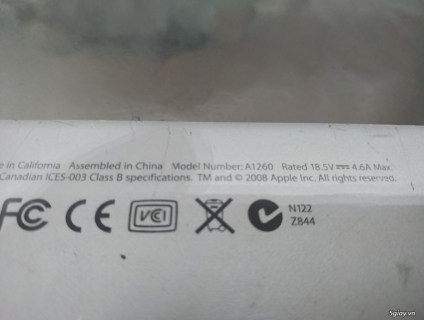 e in California Assembled in China Model Number: A1260 Rated 18.5V⎓ 4.6A Max.
Canadian ICES-003 Class B specifications. TM and © 2008 Apple Inc. All rights reserved.
FC CE VCCI N122
Z844
5giay.vn